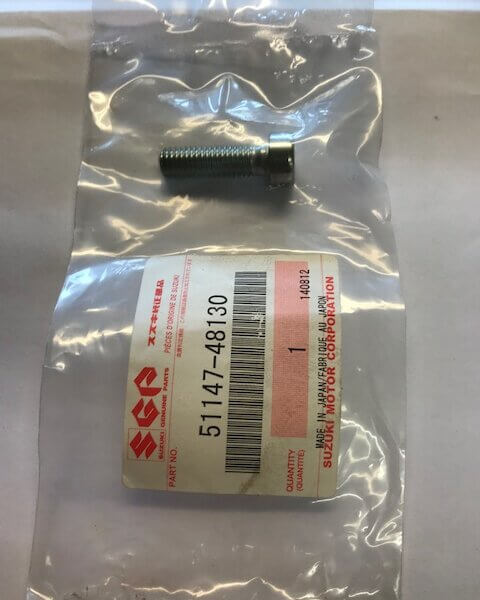 SGP
SUZUKI GENUINE PARTS
スズキ純正部品
PIÈCES D'ORIGINE DE SUZUKI
PART NO.
51147-48130
QUANTITY
(QUANTITÉ)
1
140812
MADE IN JAPAN/FABRIQUE AU JAPON
SUZUKI MOTOR CORPORATION